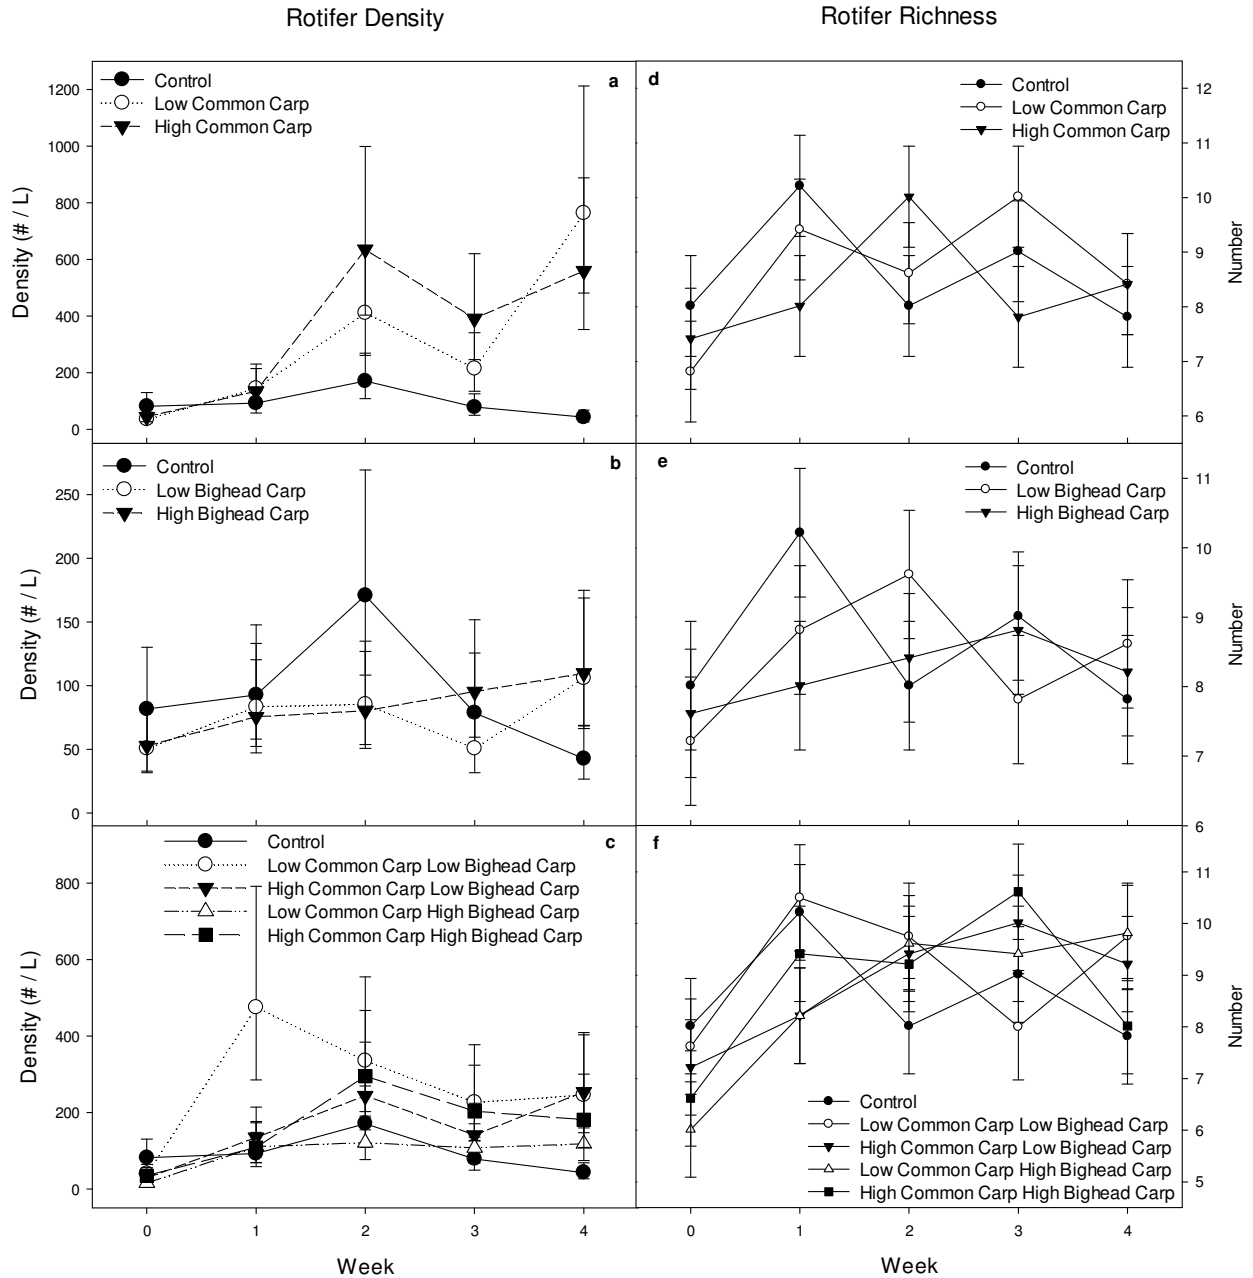 Rotifer Density
Rotifer Richness
a
Control
Low Common Carp
High Common Carp
Density (# / L)
1200
1000
800
600
400
200
0
d
Control
Low Common Carp
High Common Carp
12
11
10
9
8
7
6
Number
b
Control
Low Bighead Carp
High Bighead Carp
Density (# / L)
250
200
150
100
50
0
e
Control
Low Bighead Carp
High Bighead Carp
11
10
9
8
7
6
Number
c
Control
Low Common Carp Low Bighead Carp
High Common Carp Low Bighead Carp
Low Common Carp High Bighead Carp
High Common Carp High Bighead Carp
Density (# / L)
800
600
400
200
0
0 1 2 3 4
Week
f
11
10
9
8
7
6
5
Number
Control
Low Common Carp Low Bighead Carp
High Common Carp Low Bighead Carp
Low Common Carp High Bighead Carp
High Common Carp High Bighead Carp
0 1 2 3 4
Week